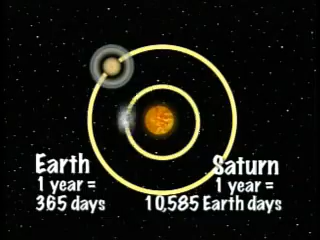 Earth
1 year =
365 days
Saturn
1 year =
10,585 Earth days